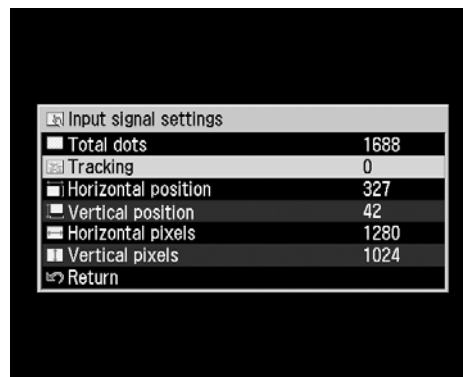 Input signal settings
Total dots 1688
Tracking 0
Horizontal position 327
Vertical position 42
Horizontal pixels 1280
Vertical pixels 1024
Return